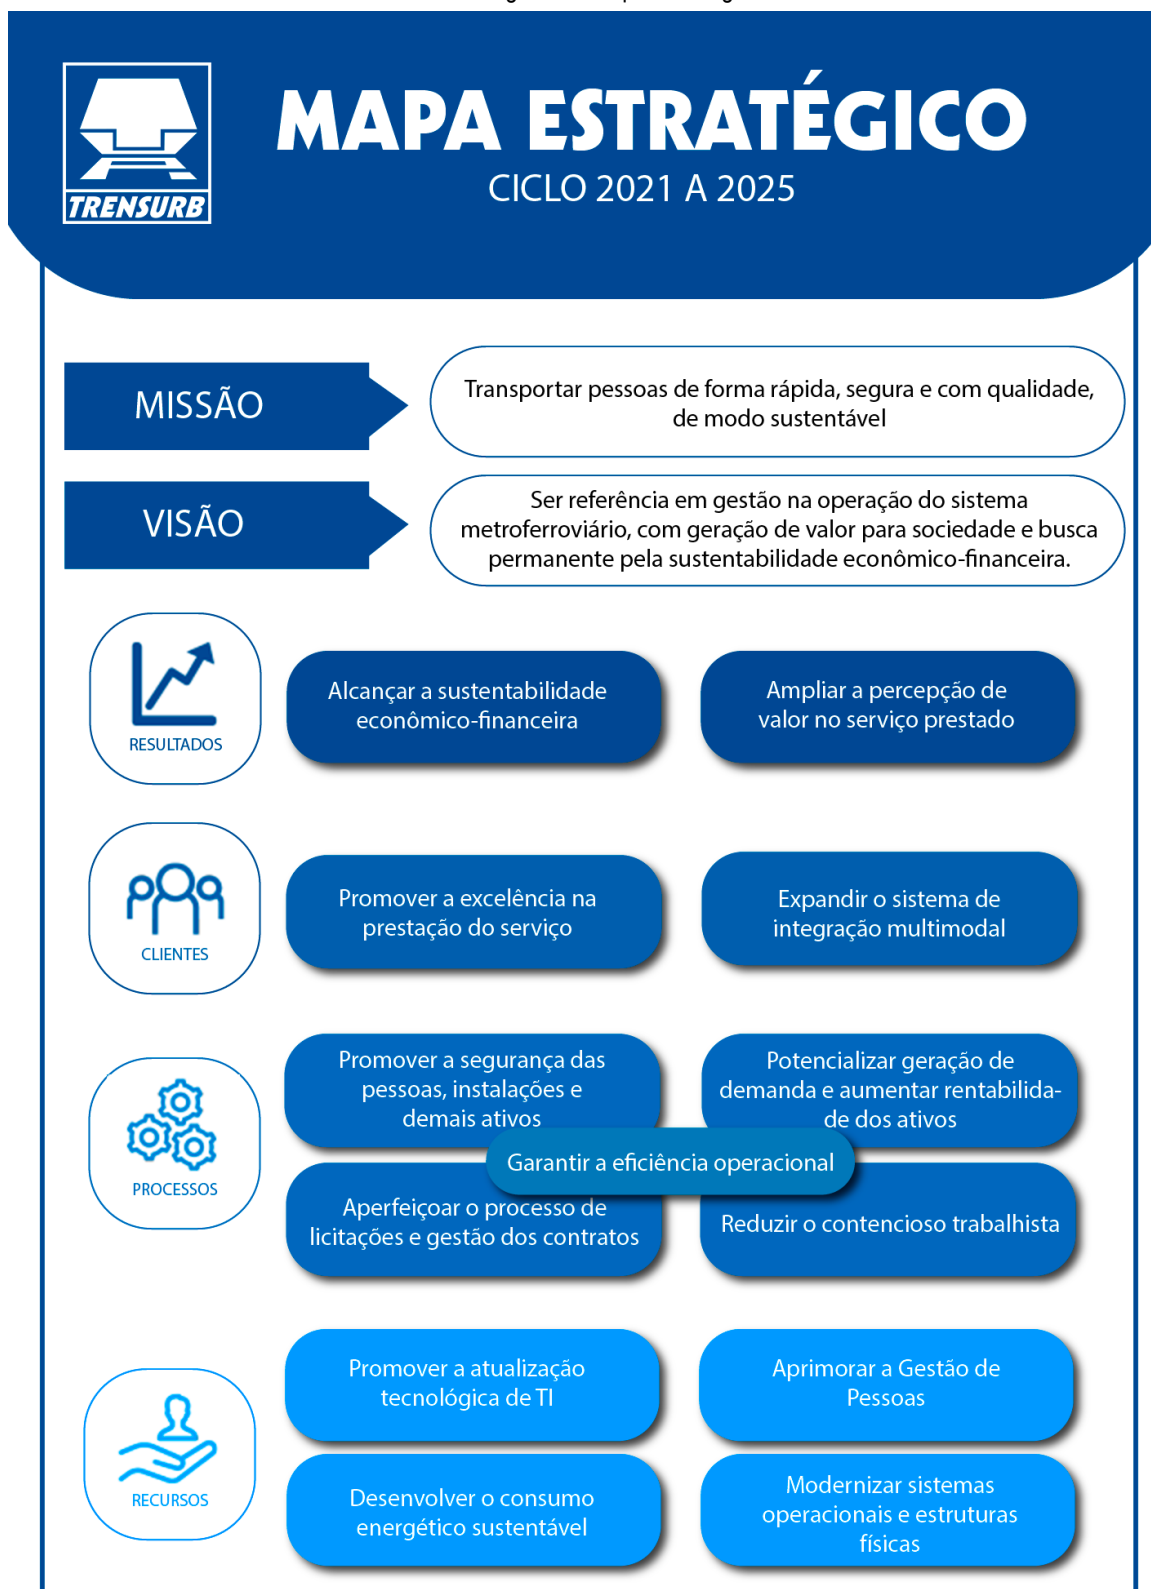 MAPA ESTRATÉGICO
CICLO 2021 A 2025
TRENSURB
MISSÃO
Transportar pessoas de forma rápida, segura e com qualidade,
de modo sustentável
VISÃO
Ser referência em gestão na operação do sistema
metroferroviário, com geração de valor para sociedade e busca
permanente pela sustentabilidade econômico-financeira.
RESULTADOS
Alcançar a sustentabilidade
econômico-financeira
Ampliar a percepção de
valor no serviço prestado
CLIENTES
Promover a excelência na
prestação do serviço
Expandir o sistema de
integração multimodal
PROCESSOS
Promover a segurança das
pessoas, instalações e
demais ativos
Potencializar geração de
demanda e aumentar rentabilida-
de dos ativos
Garantir a eficiência operacional
Aperfeiçoar o processo de
licitações e gestão dos contratos
Reduzir o contencioso trabalhista
RECURSOS
Promover a atualização
tecnológica de TI
Aprimorar a Gestão de
Pessoas
Desenvolver o consumo
energético sustentável
Modernizar sistemas
operacionais e estruturas
físicas